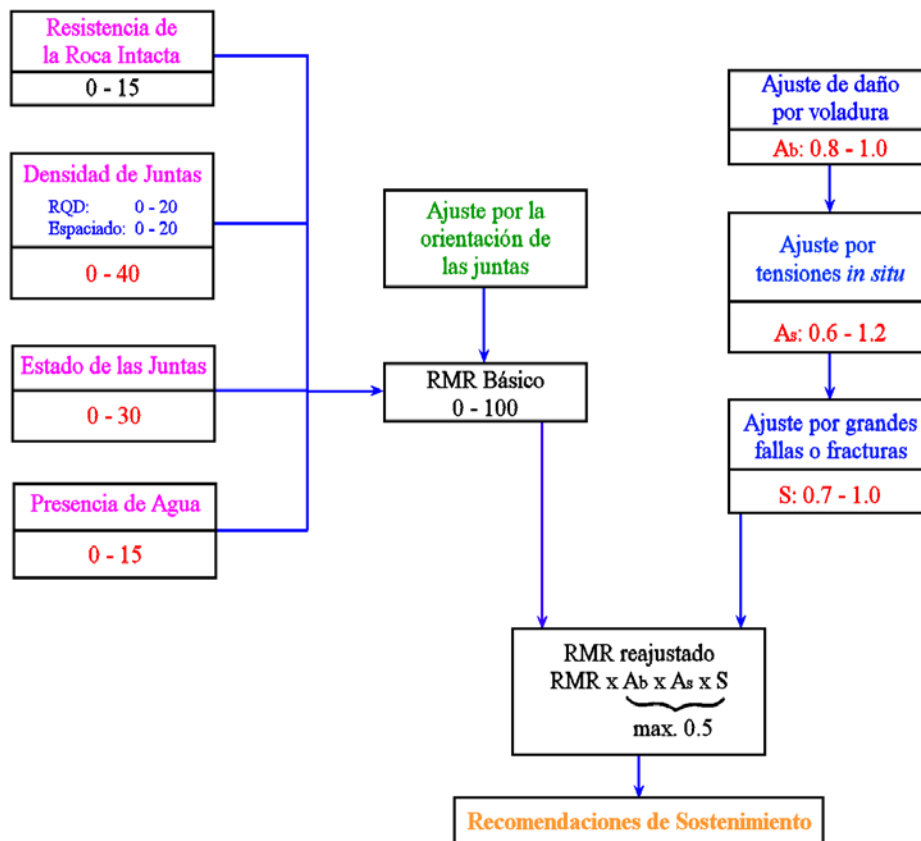 Resistencia de
la Roca Intacta
0 - 15
Densidad de Juntas
RQD: 0 - 20
Espaciado: 0 - 20
0 - 40
Estado de las Juntas
0 - 30
Presencia de Agua
0 - 15
Ajuste por la
orientación de
las juntas
RMR Básico
0 - 100
Ajuste de daño
por voladura
Ab: 0.8 - 1.0
Ajuste por
tensiones in situ
As: 0.6 - 1.2
Ajuste por grandes
fallas o fracturas
S: 0.7 - 1.0
RMR reajustado
RMR x Ab x As x S
max. 0.5
Recomendaciones de Sostenimiento